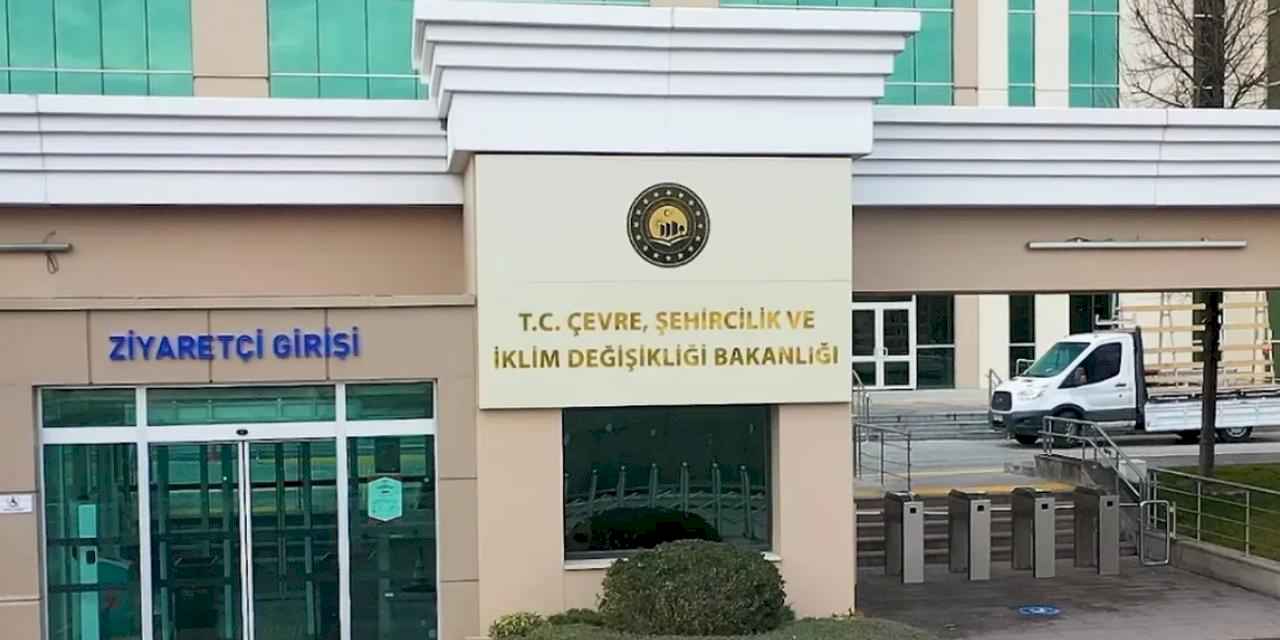 T.C. ÇEVRE, ŞEHİRCİLİK VE
İKLİM DEĞİŞİKLİĞİ BAKANLIĞI
ZİYARETÇİ GİRİŞİ